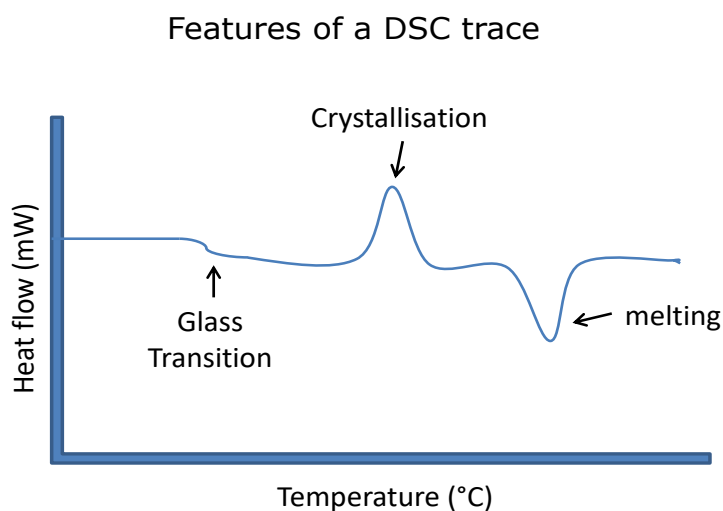 Features of a DSC trace
Crystallisation
Heat flow (mW)
Glass
Transition
melting
Temperature (°C)